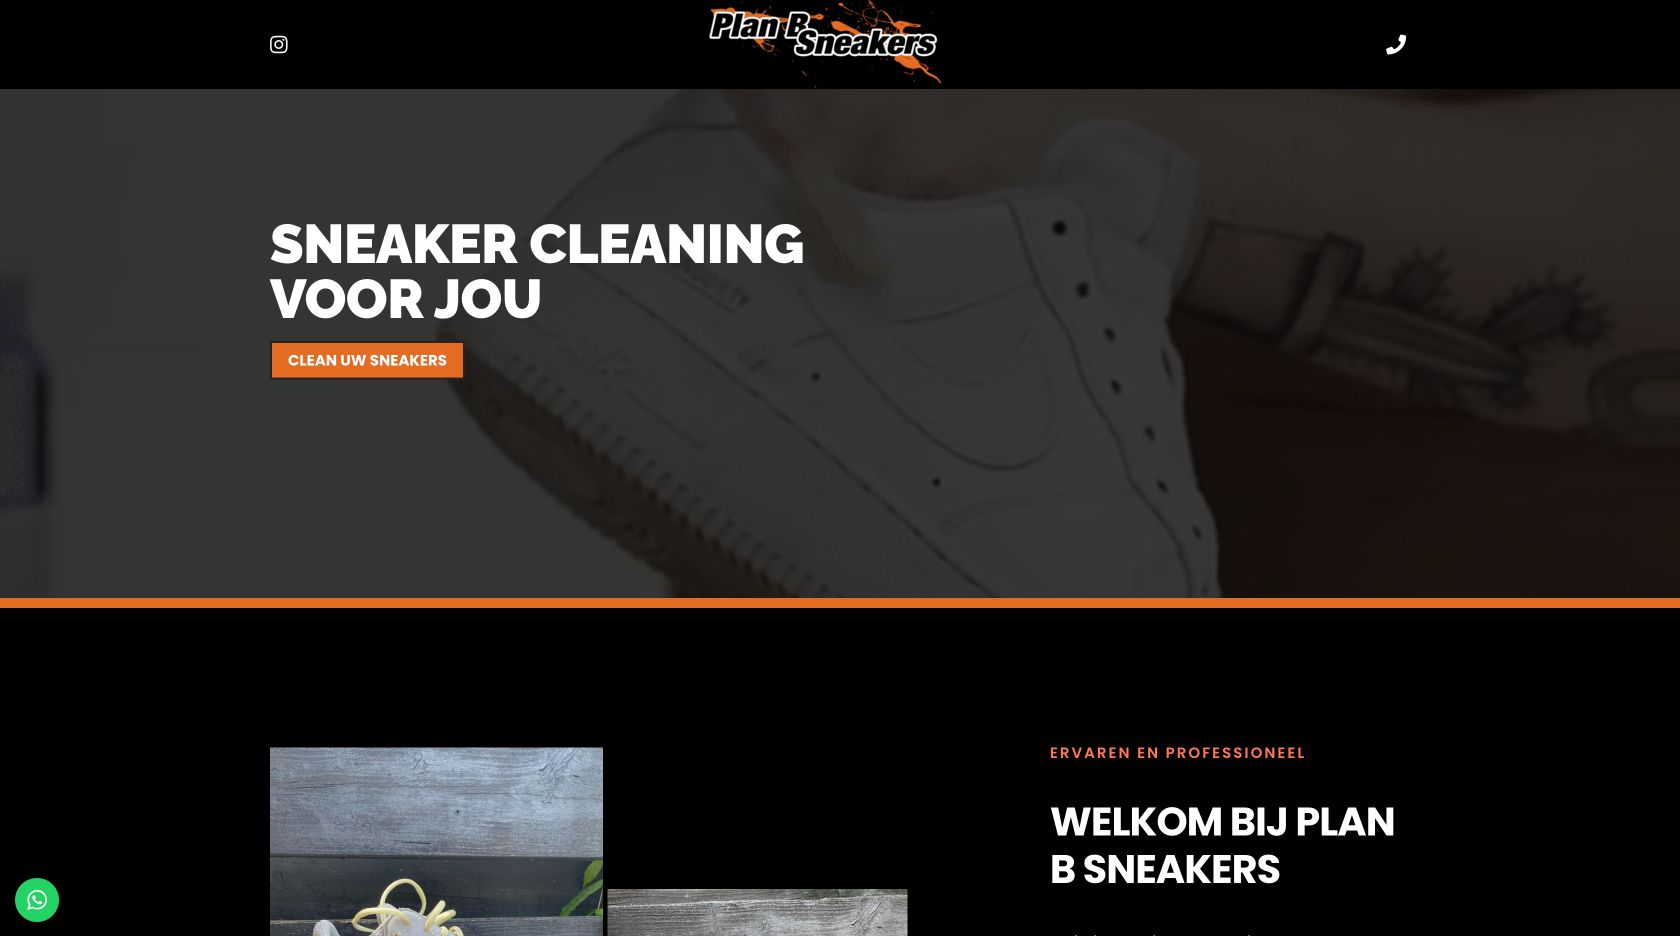 Plan B
Sneakers
SNEAKER CLEANING
VOOR JOU
CLEAN UW SNEAKERS
ERVAREN EN PROFESSIONEEL
WELKOM BIJ PLAN
B SNEAKERS